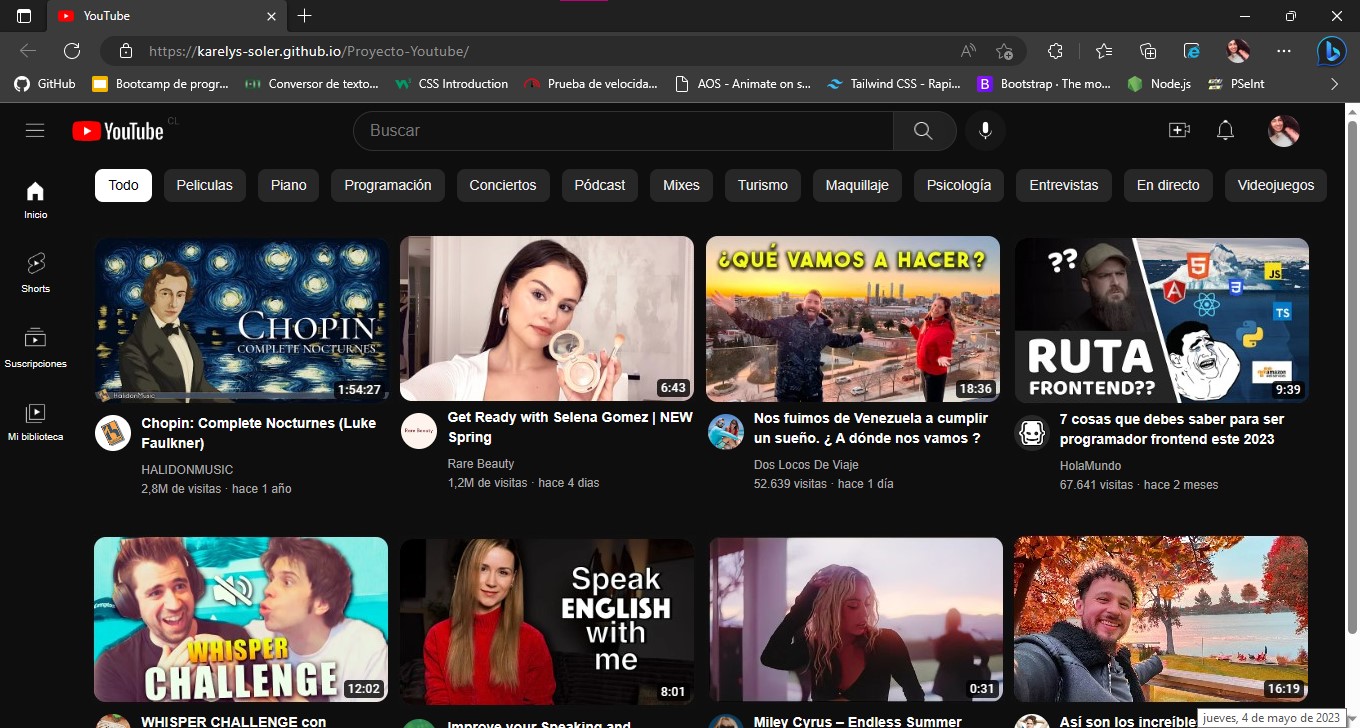 YouTube
https://karelys-soler.github.io/Proyecto-Youtube/
GitHub
Bootcamp de progr...
Conversor de texto...
CSS Introduction
Prueba de velocida...
AOS - Animate on s...
Tailwind CSS - Rapi...
B
Bootstrap · The mo...
Node.js
PSeInt
YouTube CL
Buscar
Todo
Peliculas
Piano
Programación
Conciertos
Pódcast
Mixes
Turismo
Maquillaje
Psicología
Entrevistas
En directo
Videojuegos
Inicio
Shorts
Suscripciones
Mi biblioteca
CHOPIN
COMPLETE NOCTURNES
HalidonMusic
1:54:27
6:43
¿QUÉ VAMOS A HACER?
18:36
??
JS
TS
RUTA
FRONTEND??
amazon
9:39
Chopin: Complete Nocturnes (Luke
Faulkner)
HALIDONMUSIC
2,8M de visitas · hace 1 año
Rare Beauty
Get Ready with Selena Gomez | NEW
Spring
Rare Beauty
1,2M de visitas · hace 4 dias
Nos fuimos de Venezuela a cumplir
un sueño. ¿ A dónde nos vamos ?
Dos Locos De Viaje
52.639 visitas · hace 1 día
7 cosas que debes saber para ser
programador frontend este 2023
HolaMundo
67.641 visitas · hace 2 meses
WHISPER
CHALLENGE
12:02
Speak
ENGLISH
with
me
8:01
0:31
16:19
WHISPER CHALLENGE con
Improve your Speaking and
Miley Cyrus – Endless Summer
Así son los increíble
jueves, 4 de mayo de 2023